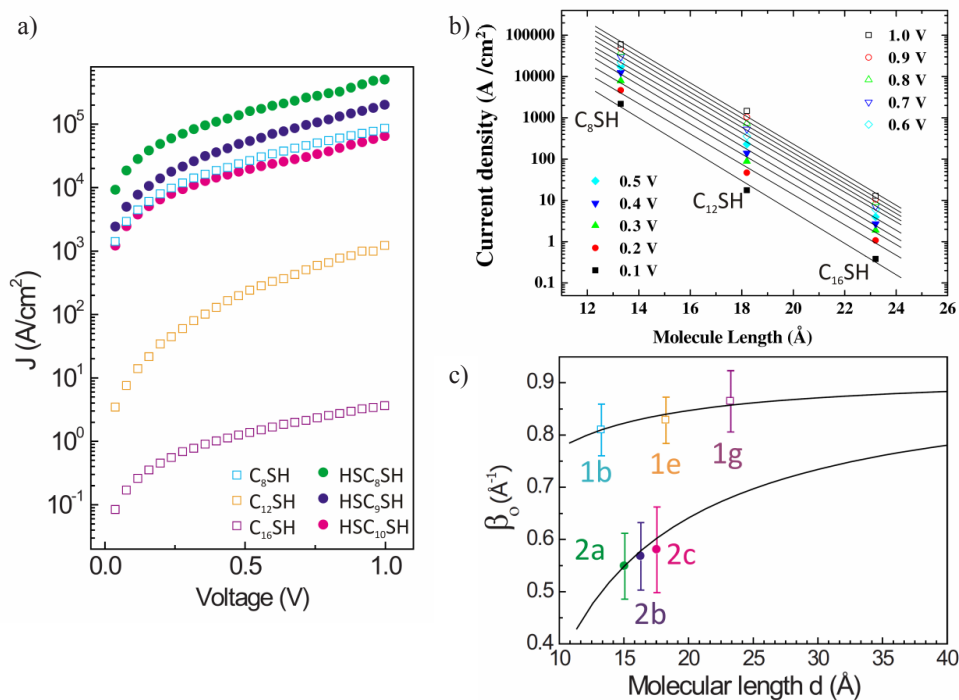 a)
J (A/cm²)
10⁵
10⁴
10³
10²
10¹
10⁰
10⁻¹
C₈SH
C₁₂SH
C₁₆SH
HSC₈SH
HSC₉SH
HSC₁₀SH
0.0 0.5 1.0
Voltage (V)
b)
Current density (A /cm²)
100000
10000
1000
100
10
1
0.1
1.0 V
0.9 V
0.8 V
0.7 V
0.6 V
C₈SH
C₁₂SH
C₁₆SH
0.5 V
0.4 V
0.3 V
0.2 V
0.1 V
12 14 16 18 20 22 24 26
Molecule Length (Å)
c)
βₒ (Å⁻¹)
0.9
0.8
0.7
0.6
0.5
0.4
1b
1e
1g
2a
2b
2c
10 15 20 25 30 35 40
Molecular length d (Å)